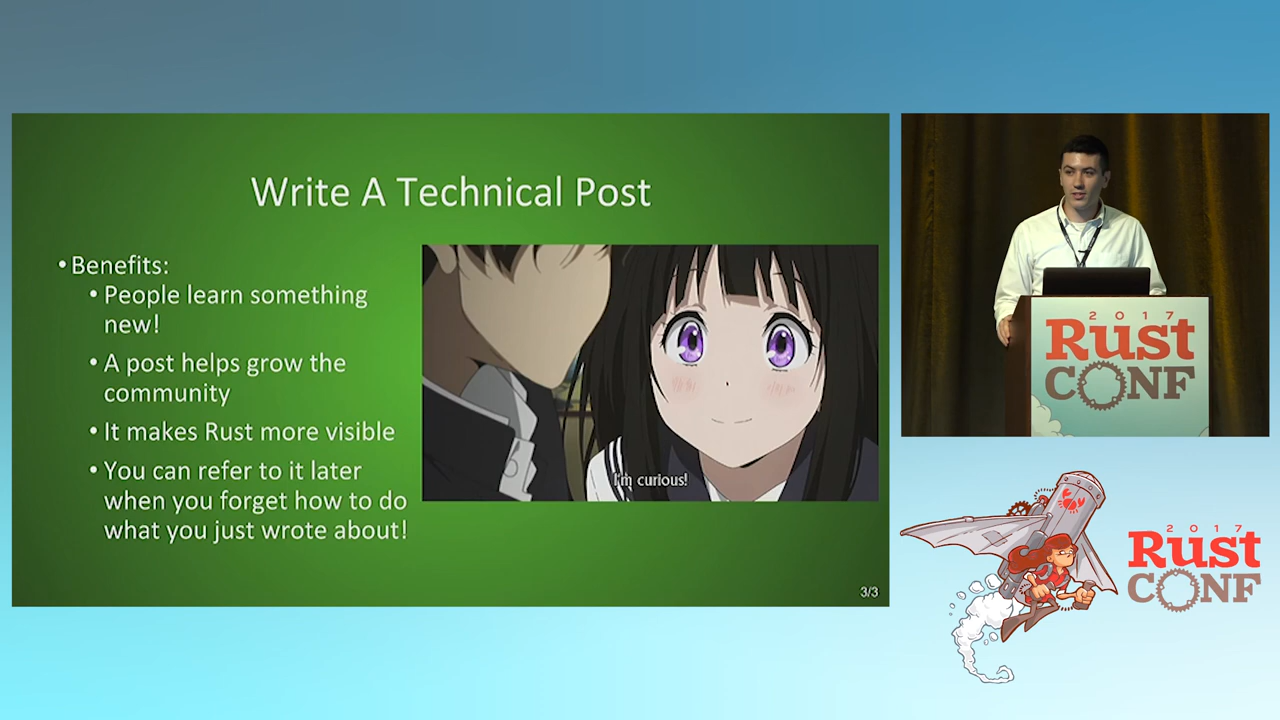 Write A Technical Post
• Benefits:
• People learn something
new!
• A post helps grow the
community
• It makes Rust more visible
• You can refer to it later
when you forget how to do
what you just wrote about!
I'm curious!
3/3
2017
Rust
CONF
2017
Rust
CONF